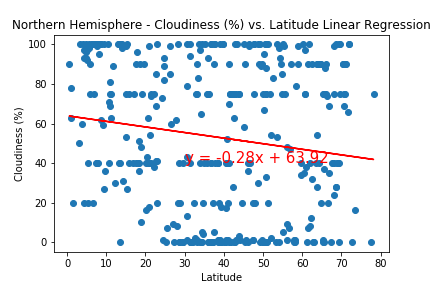 Northern Hemisphere - Cloudiness (%) vs. Latitude Linear Regression
100
80
60
40
20
0
Cloudiness (%)
y = -0.28x + 63.92
0 10 20 30 40 50 60 70 80
Latitude